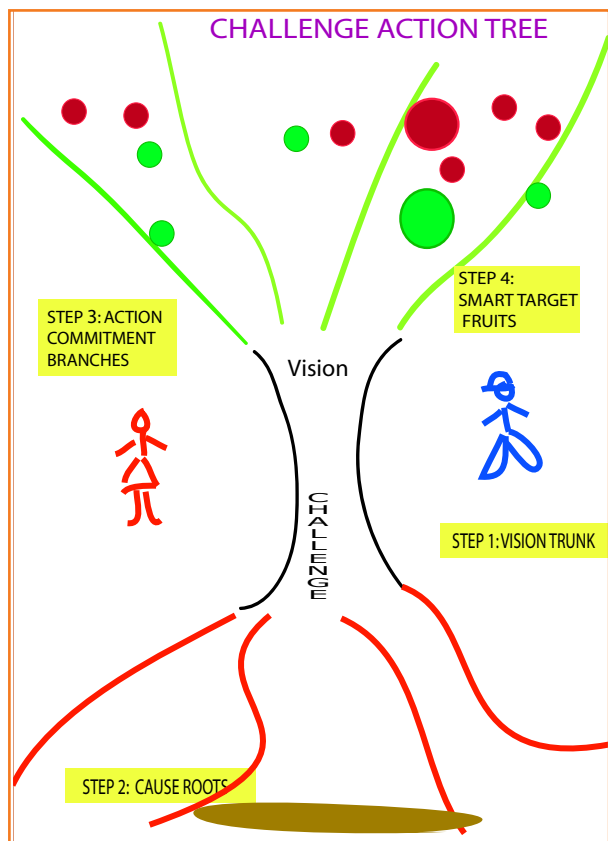 CHALLENGE ACTION TREE
STEP 4:
SMART TARGET
FRUITS
STEP 3: ACTION
COMMITMENT
BRANCHES
Vision
CHALLENGE
STEP 1: VISION TRUNK
STEP 2: CAUSE ROOTS